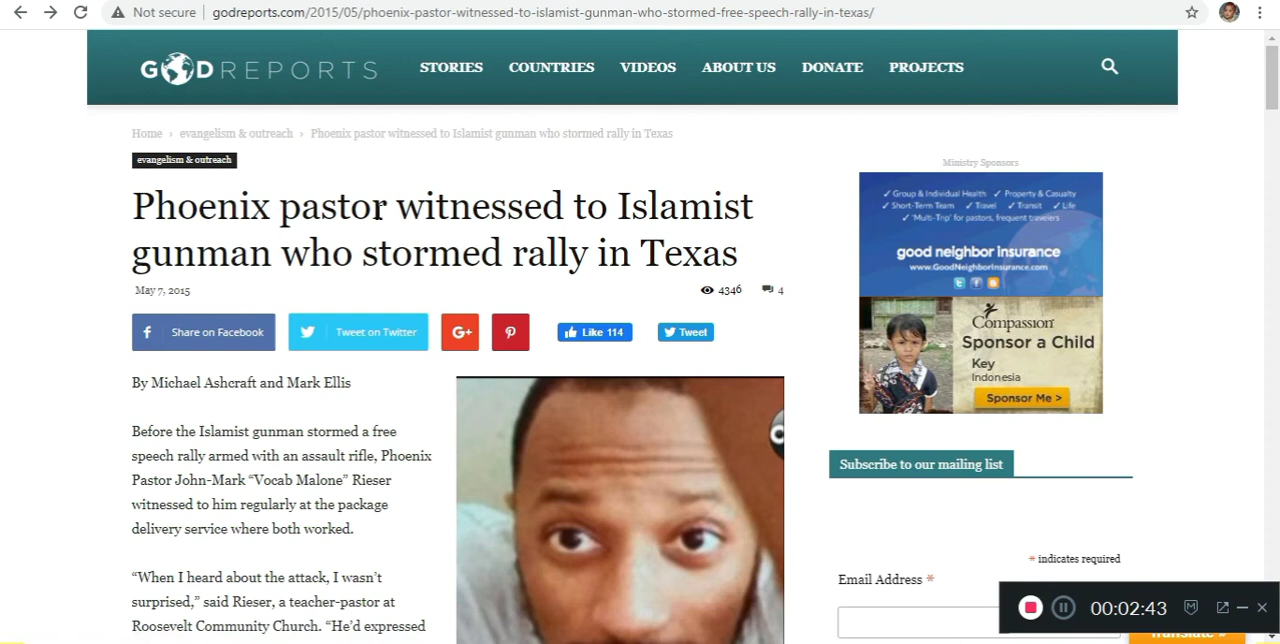 Not secure godreports.com/2015/05/phoenix-pastor-witnessed-to-islamist-gunman-who-stormed-free-speech-rally-in-texas/
GOD REPORTS
STORIES COUNTRIES VIDEOS ABOUT US DONATE PROJECTS
Home › evangelism & outreach › Phoenix pastor witnessed to Islamist gunman who stormed rally in Texas
evangelism & outreach
Phoenix pastor witnessed to Islamist
gunman who stormed rally in Texas
May 7, 2015 4346 4
Share on Facebook Tweet on Twitter G+ Like 114 Tweet
By Michael Ashcraft and Mark Ellis
Before the Islamist gunman stormed a free
speech rally armed with an assault rifle, Phoenix
Pastor John-Mark “Vocab Malone” Rieser
witnessed to him regularly at the package
delivery service where both worked.
“When I heard about the attack, I wasn’t
surprised,” said Rieser, a teacher-pastor at
Roosevelt Community Church. “He’d expressed
Ministry Sponsors
✓ Group & Individual Health ✓ Property & Casualty
✓ Short-Term Team ✓ Travel ✓ Transit ✓ Life
✓ 'Multi-Trip' for pastors, frequent travelers
good neighbor insurance
www.GoodNeighborInsurance.com
Compassion
Sponsor a Child
Key
Indonesia
Sponsor Me >
Subscribe to our mailing list
* indicates required
Email Address *
00:02:43
Translate »